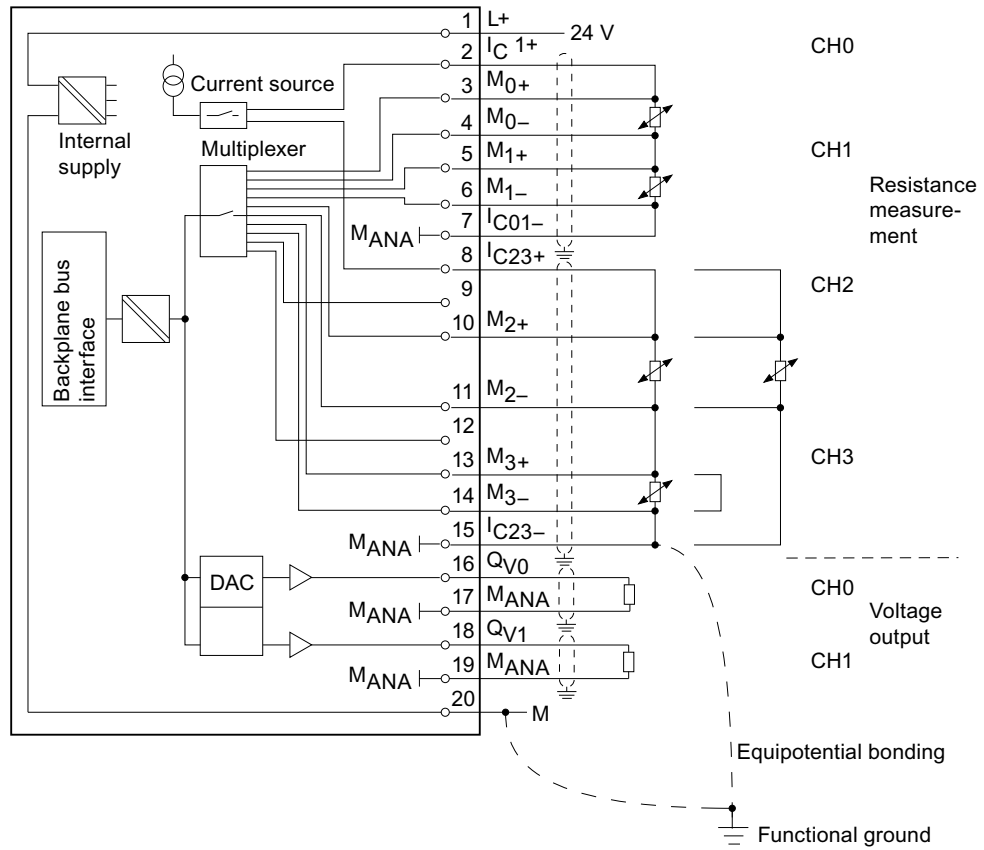 1 L+
24 V
2 IC 1+
CH0
3 M0+
Current source
4 M0–
Internal
supply
Multiplexer
5 M1+
CH1
6 M1–
Resistance
measure-
ment
7 IC01–
MANA
8 IC23+
9
CH2
10 M2+
Backplane bus
interface
11 M2–
12
13 M3+
CH3
14 M3–
15 IC23–
MANA
16 QV0
DAC
CH0
17 MANA
MANA
Voltage
output
18 QV1
CH1
19 MANA
MANA
20
M
Equipotential bonding
Functional ground